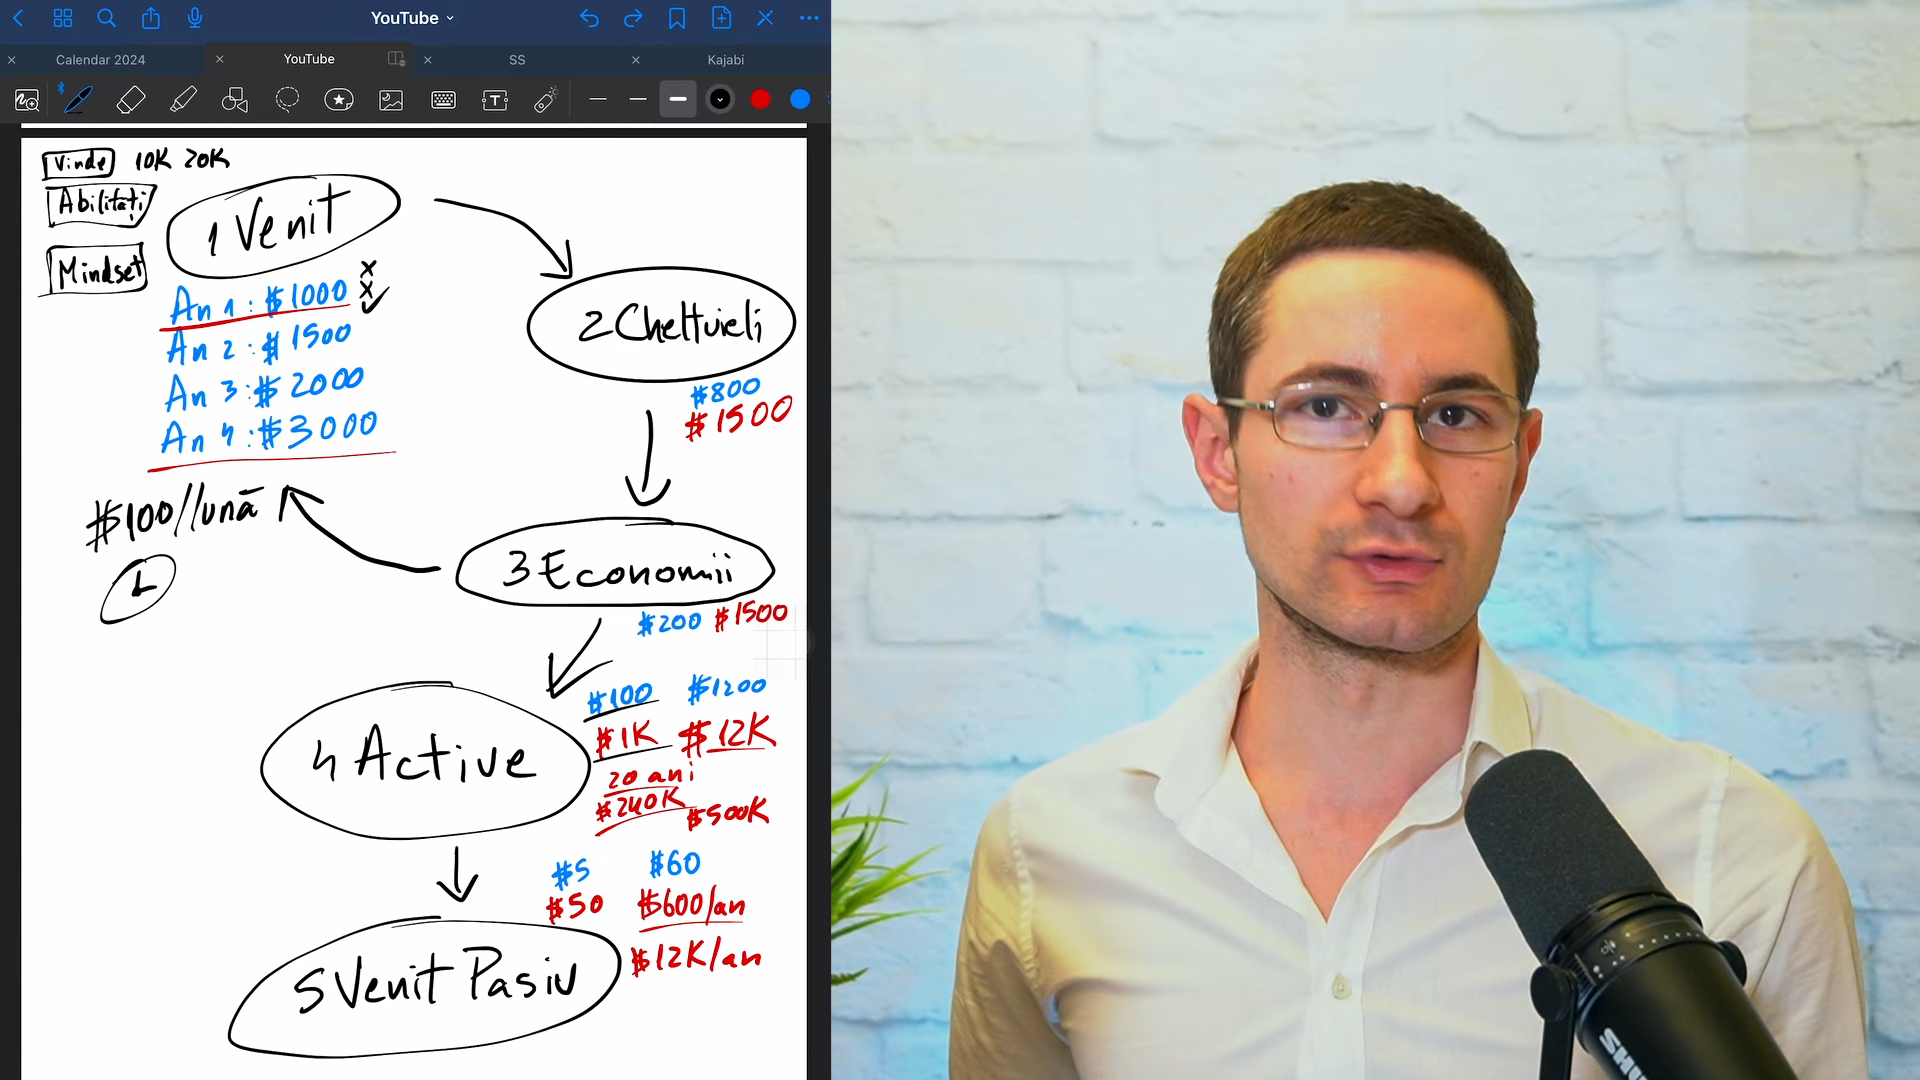 YouTube
Calendar 2024
YouTube
SS
Kajabi
Vinde 10K 20K
Abilitați
Mindset
1 Venit
An 1: $1000
An 2: $1500
An 3: $2000
An 4: $3000
$100/lună
2 Cheltuieli
$800
$1500
3 Economii
$200 $1500
4 Active
$100 $1200
$1K $12K
20 ani
$240K $500K
$5 $60
$50 $600/an
5 Venit Pasiv
$12K/an